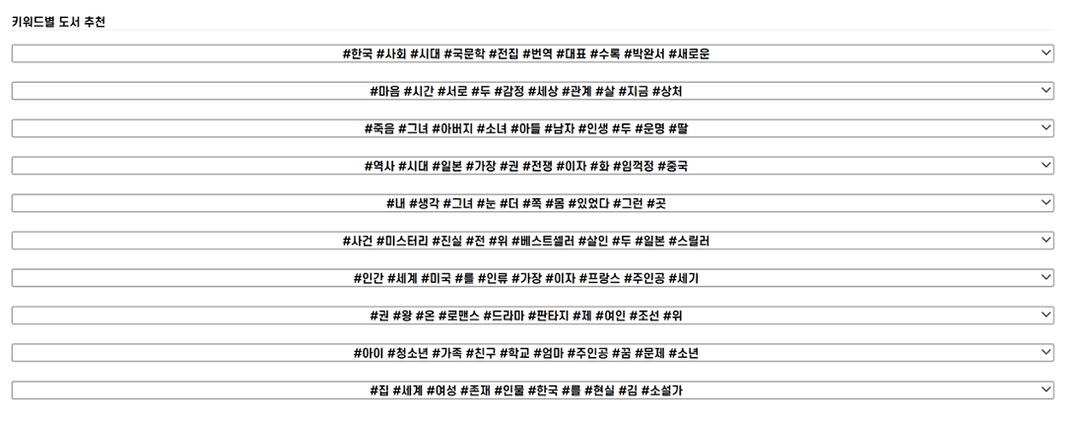 키워드별 도서 추천
#한국 #사회 #시대 #국문학 #전집 #번역 #대표 #수록 #박완서 #새로운
#마음 #시간 #서로 #두 #감정 #세상 #관계 #살 #지금 #상처
#죽음 #그녀 #아버지 #소녀 #아들 #남자 #인생 #두 #운명 #딸
#역사 #시대 #일본 #가장 #권 #전쟁 #이자 #화 #임꺽정 #중국
#내 #생각 #그녀 #눈 #더 #쪽 #몸 #있었다 #그런 #곳
#사건 #미스터리 #진실 #전 #위 #베스트셀러 #살인 #두 #일본 #스릴러
#인간 #세계 #미국 #를 #인류 #가장 #이자 #프랑스 #주인공 #세기
#권 #왕 #온 #로맨스 #드라마 #판타지 #제 #여인 #조선 #위
#아이 #청소년 #가족 #친구 #학교 #엄마 #주인공 #꿈 #문제 #소년
#집 #세계 #여성 #존재 #인물 #한국 #를 #현실 #김 #소설가